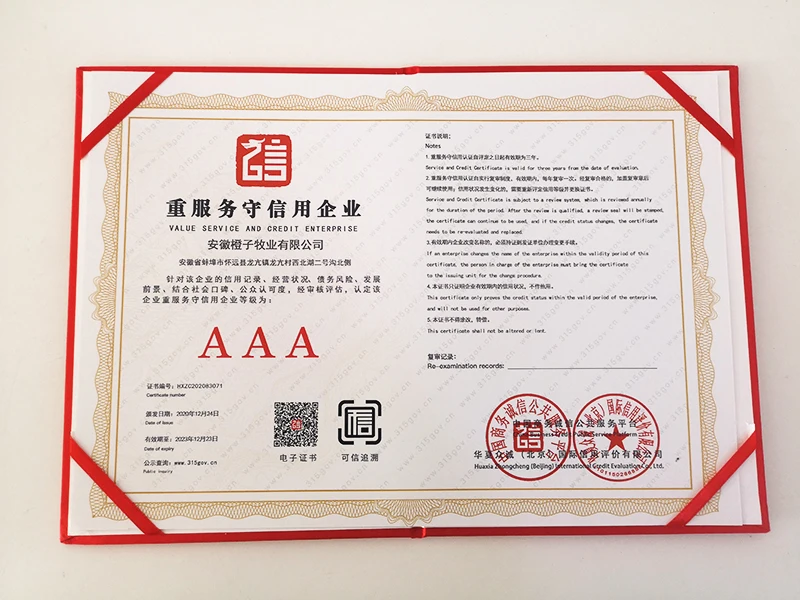 重服务守信用企业
VALUE SERVICE AND CREDIT ENTERPRISE
安徽橙子牧业有限公司
安徽省蚌埠市怀远县龙亢镇龙亢村西北湖二号沟北侧
针对该企业的信用记录、经营状况、债务风险、发展
前景、结合社会口碑、公众认可度，经审核评估，认定该
企业重服务守信用企业等级为：
AAA
证书编号：HXZC202083071
Certificate number
颁发日期：2020年12月24日
Date of issue
有效期至：2023年12月23日
Date of expiry
公示查询：www.315gov.cn
Public inquiry
电子证书
可信追溯
证书说明：
Notes
1.重服务守信用认证自评定之日起有效期为三年。
Service and Credit Certificate is valid for three years from the date of evaluation.
2.重服务守信用认证自实行复审制度，有效期内，每年复审一次。经复审合格的，加盖复审章后
可继续使用；信用状况发生变化的，需要重新评定信用等级并更换证书。
Service and Credit Certificate is subject to a review system, which is reviewed annually
for the duration of the period. After the review is qualified, a review seal will be stamped,
the certificate can continue to be used, and if the credit status changes, the certificate
needs to be re-evaluated and replaced.
3.有效期内企业改变名称的，必须持证到发证单位办理变更手续。
If an enterprise changes the name of the enterprise within the validity period of this
certificate, the person in charge of the enterprise must bring the certificate
to the issuing unit for the change procedure.
4.本证书只证明企业有效期内的信用状况，不作他用。
This certificate only proves the credit status within the valid period of the enterprise,
and will not be used for other purposes.
5.本证书不得涂改，转借。
This certificate shall not be altered or lent.
复审记录：
Re-examination records:
中国商务诚信公共服务平台
Business Credit Public Service Platform
华夏众诚（北京）国际信用评价有限公司
Huaxia Zhongcheng (Beijing) International Credit Evaluation Co., Ltd.